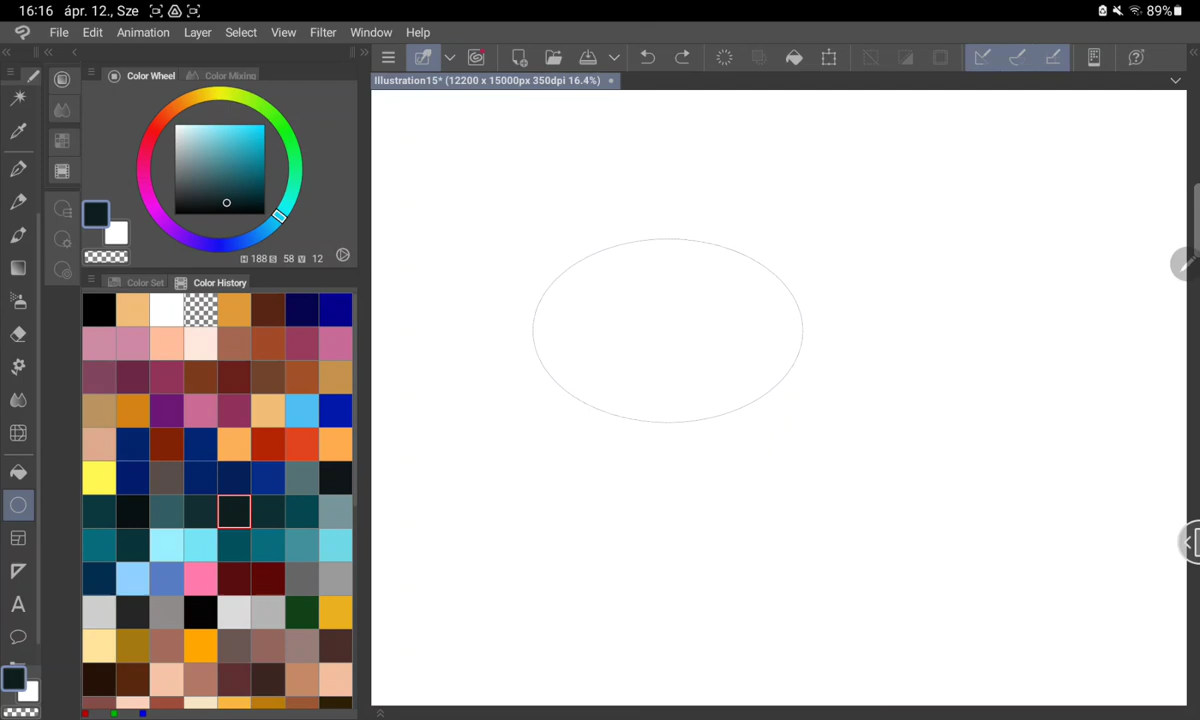 16:16 ápr. 12., Sze
89%
File Edit Animation Layer Select View Filter Window Help
Color Wheel Color Mixing
Illustration15* (12200 x 15000px 350dpi 16.4%)
H 188 S 58 V 12
Color Set Color History
A